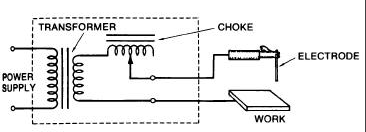 TRANSFORMER
CHOKE
ELECTRODE
POWER
SUPPLY
WORK